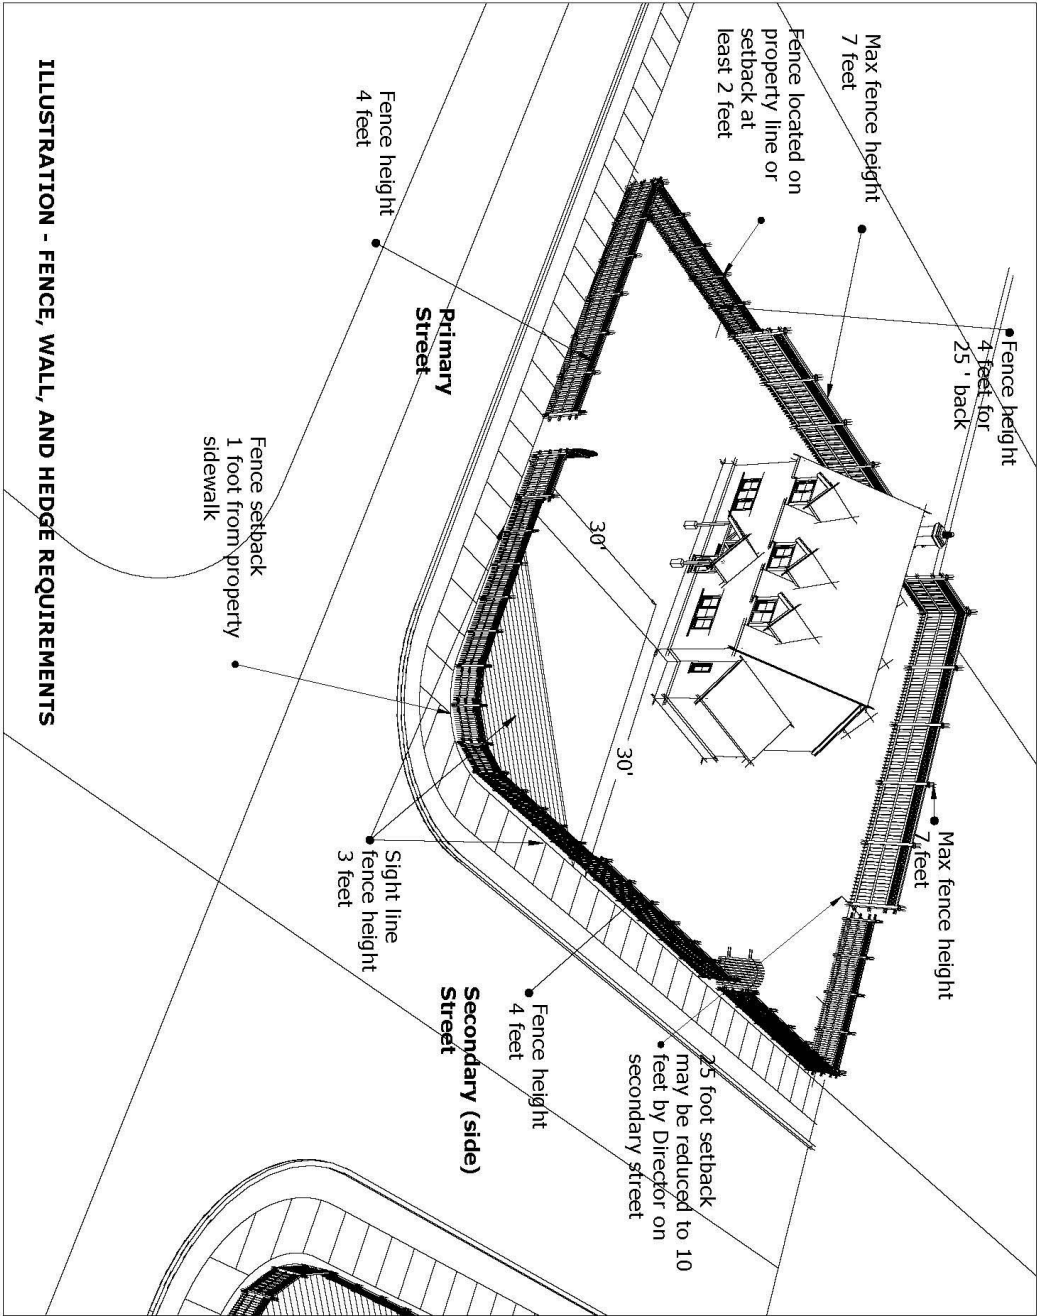 Fence height
4 feet for
25 ' back
Max fence height
7 feet
Fence located on
property line or
setback at
least 2 feet
Max fence height
7 feet
30'
30'
Fence height
4 feet
Primary
Street
25 foot setback
may be reduced to 10
feet by Director on
secondary street
Fence height
4 feet
Secondary (side)
Street
Sight line
fence height
3 feet
Fence setback
1 foot from property
sidewalk
ILLUSTRATION - FENCE, WALL, AND HEDGE REQUIREMENTS